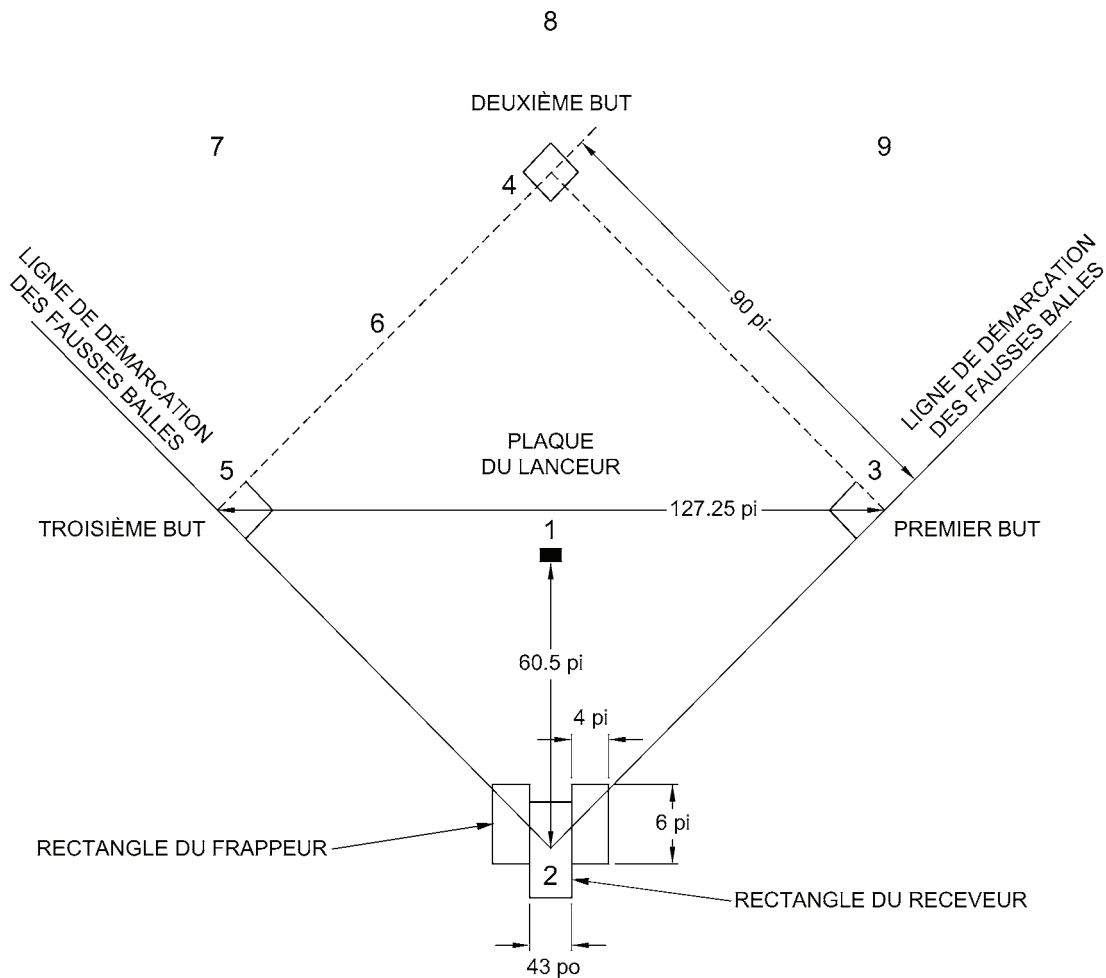 8
DEUXIÈME BUT
7
9
4
LIGNE DE DÉMARCATION
DES FAUSSES BALLES
6
90 pi
LIGNE DE DÉMARCATION
DES FAUSSES BALLES
PLAQUE
DU LANCEUR
5
3
127.25 pi
TROISIÈME BUT
PREMIER BUT
1
60.5 pi
4 pi
6 pi
RECTANGLE DU FRAPPEUR
2
RECTANGLE DU RECEVEUR
43 po